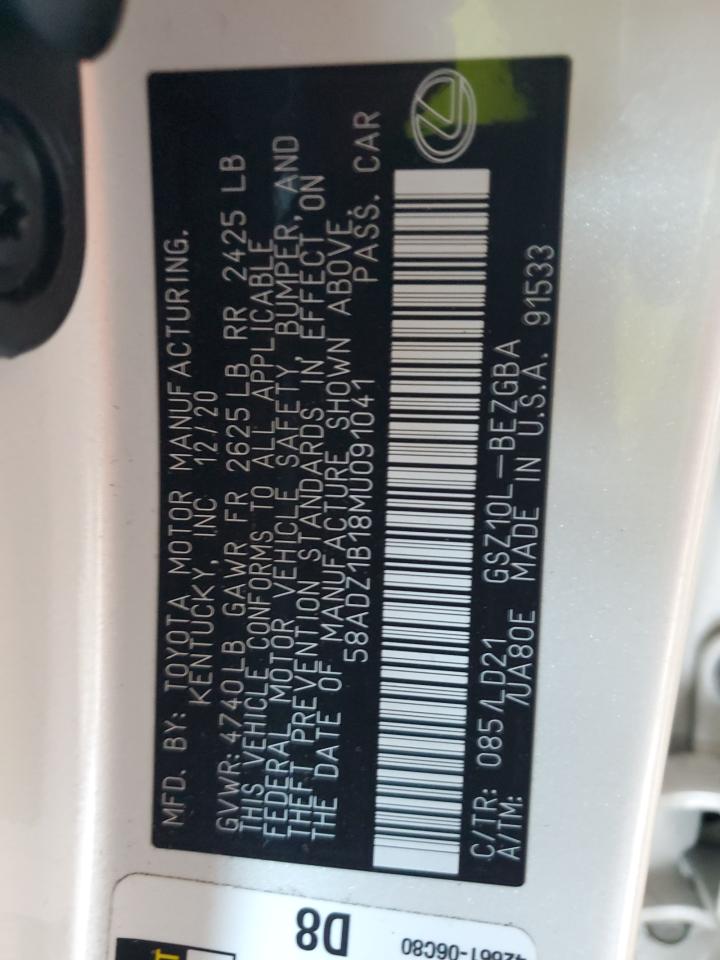 MFD. BY: TOYOTA MOTOR MANUFACTURING.
KENTUCKY, INC 12/20
GVWR: 4740LB GAWR FR 2625LB RR 2425 LB
THIS VEHICLE CONFORMS TO ALL APPLICABLE
FEDERAL MOTOR VEHICLE SAFETY, BUMPER, AND
THEFT PREVENTION STANDARDS IN EFFECT ON
THE DATE OF MANUFACTURE SHOWN ABOVE.
58ADZ1B18MU091041 PASS. CAR
C/TR: 085/LD21 GSZ10L-BEZGBA
A/TM: /UA80E MADE IN U.S.A. 91533
D8
42661-06C80